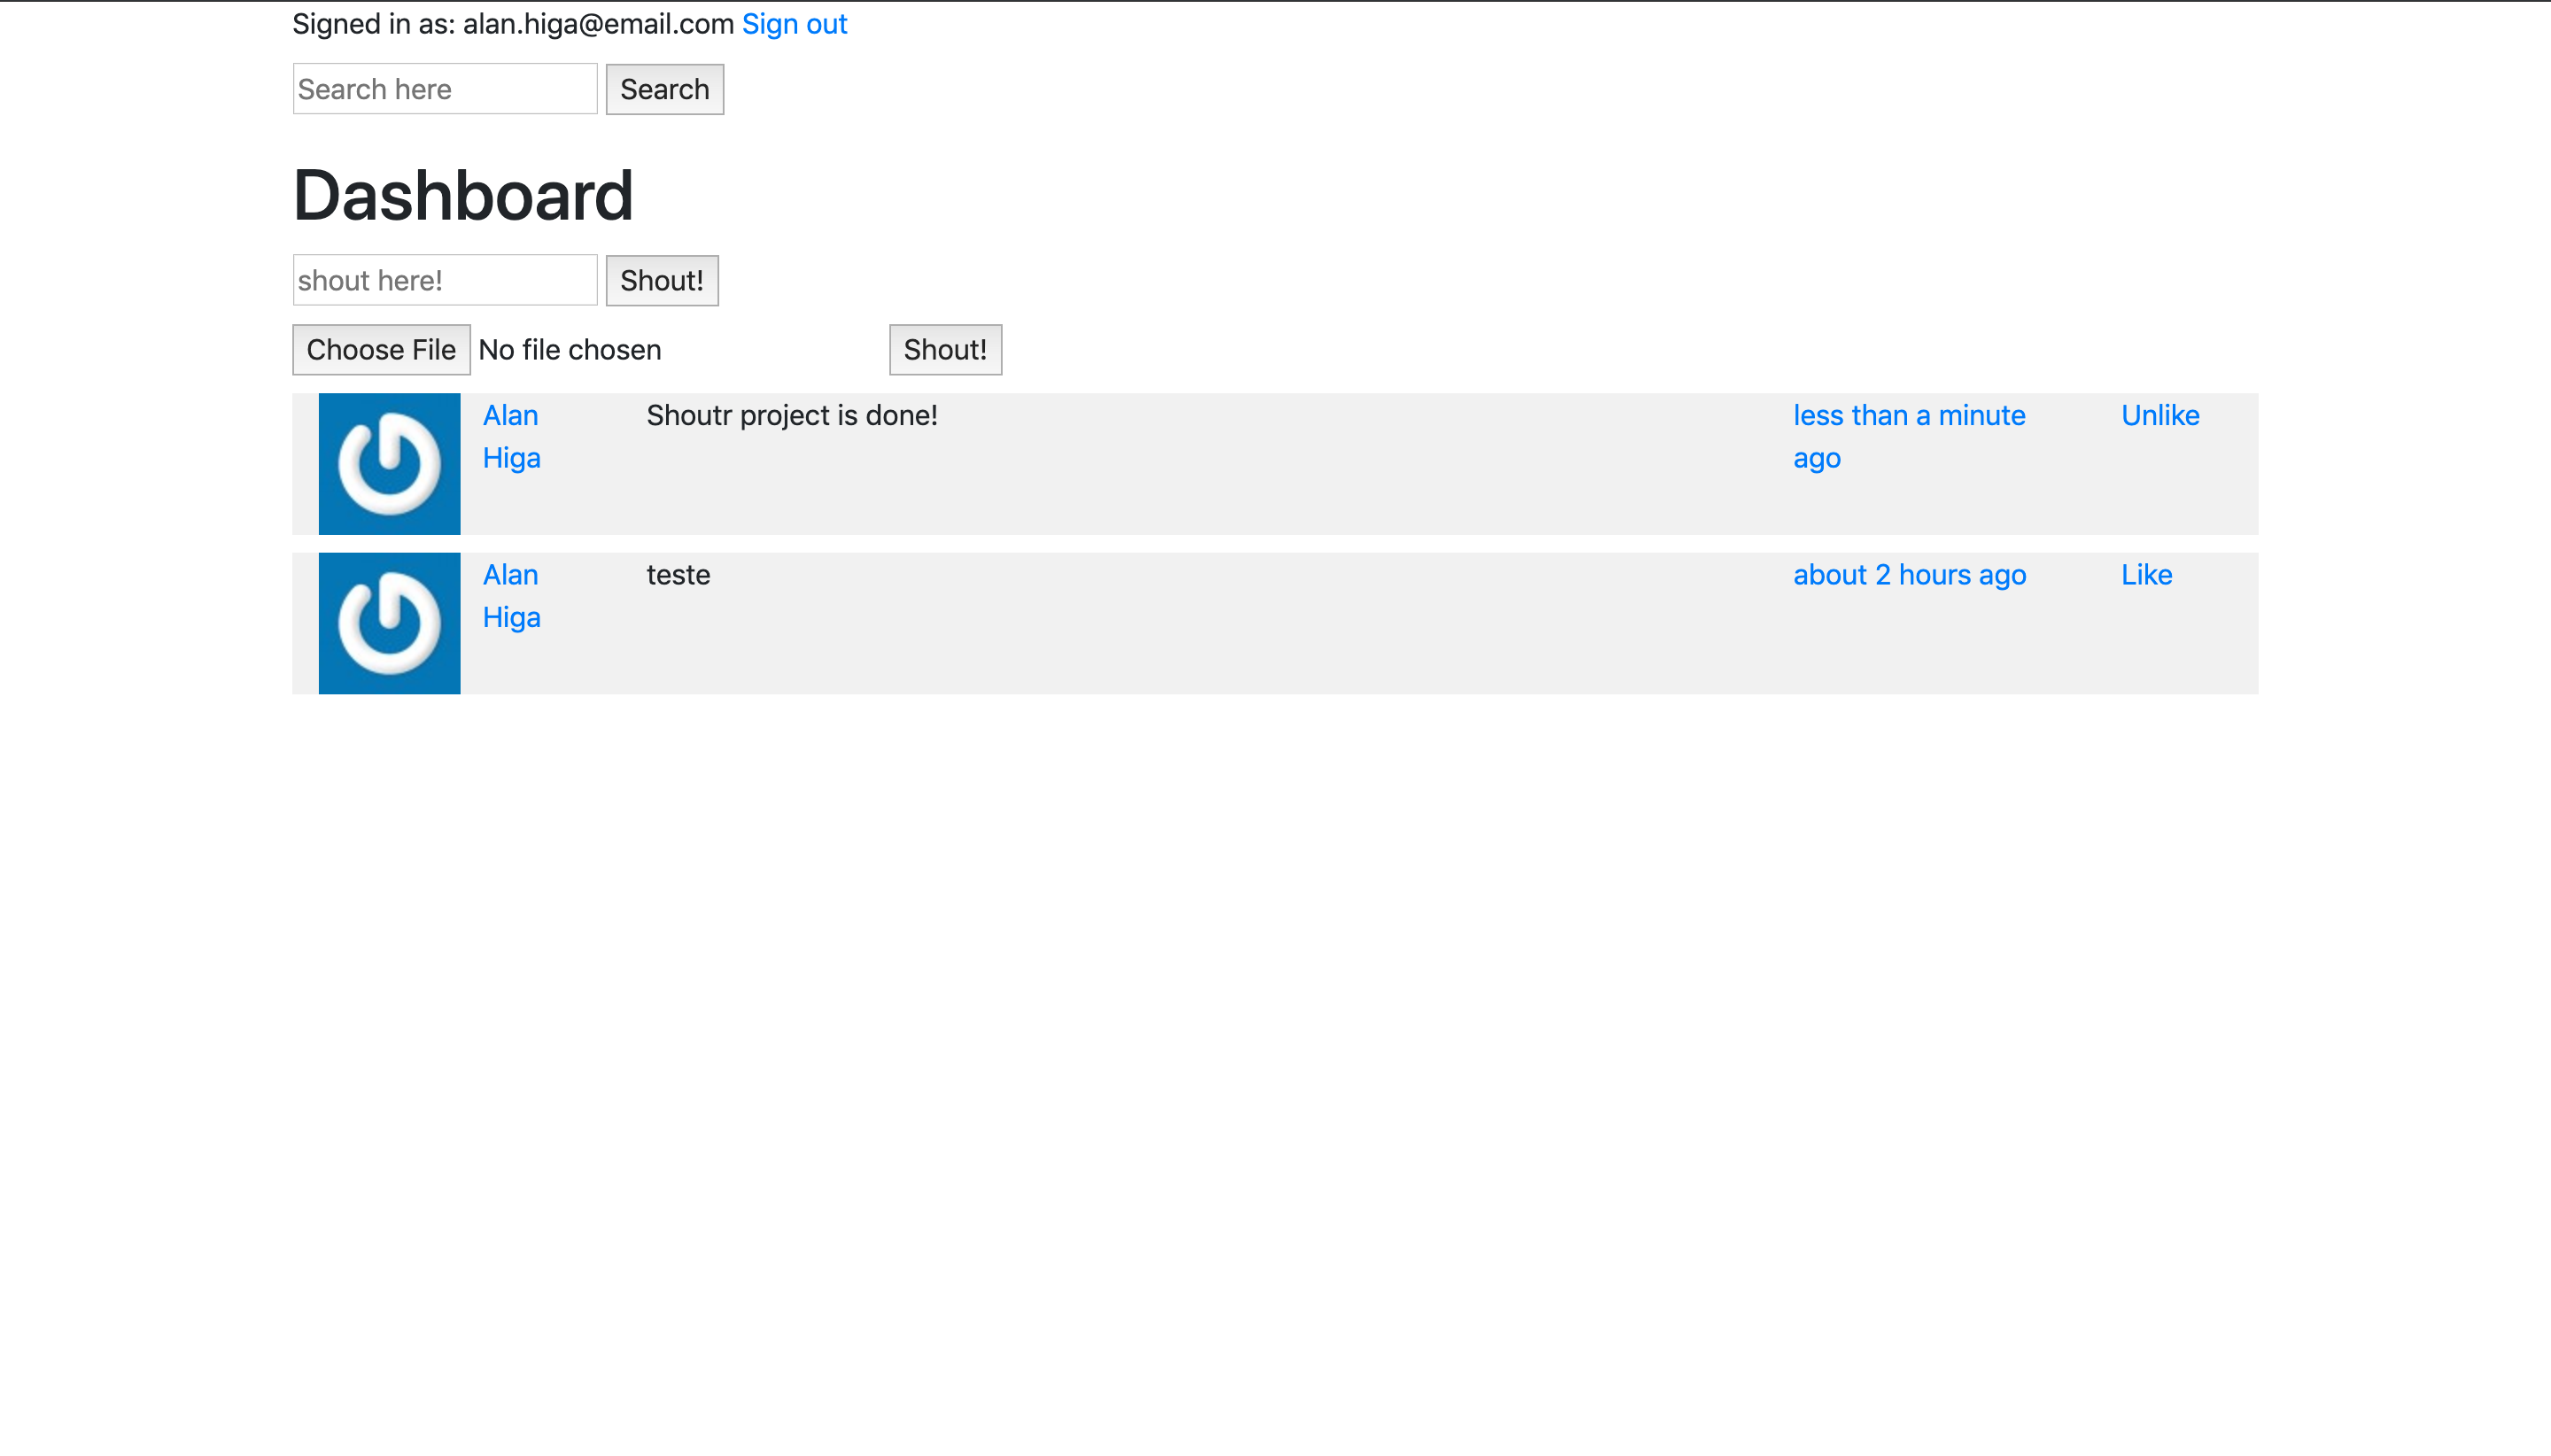 Signed in as: alan.higa@email.com Sign out
Search here Search
Dashboard
shout here! Shout!
Choose File No file chosen Shout!
Alan Shoutr project is done! less than a minute Unlike
Higa ago
Alan teste about 2 hours ago Like
Higa